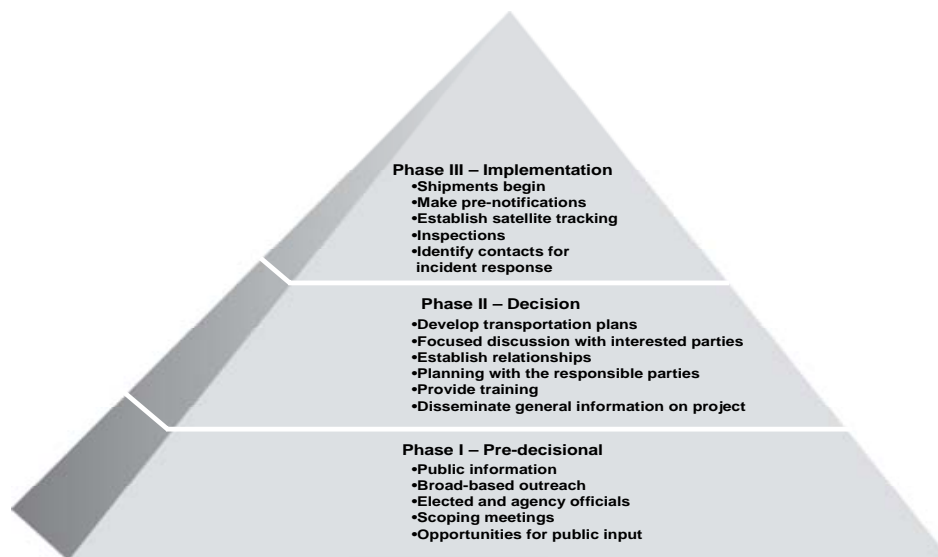 Phase III – Implementation
•Shipments begin
•Make pre-notifications
•Establish satellite tracking
•Inspections
•Identify contacts for
incident response
Phase II – Decision
•Develop transportation plans
•Focused discussion with interested parties
•Establish relationships
•Planning with the responsible parties
•Provide training
•Disseminate general information on project
Phase I – Pre-decisional
•Public information
•Broad-based outreach
•Elected and agency officials
•Scoping meetings
•Opportunities for public input